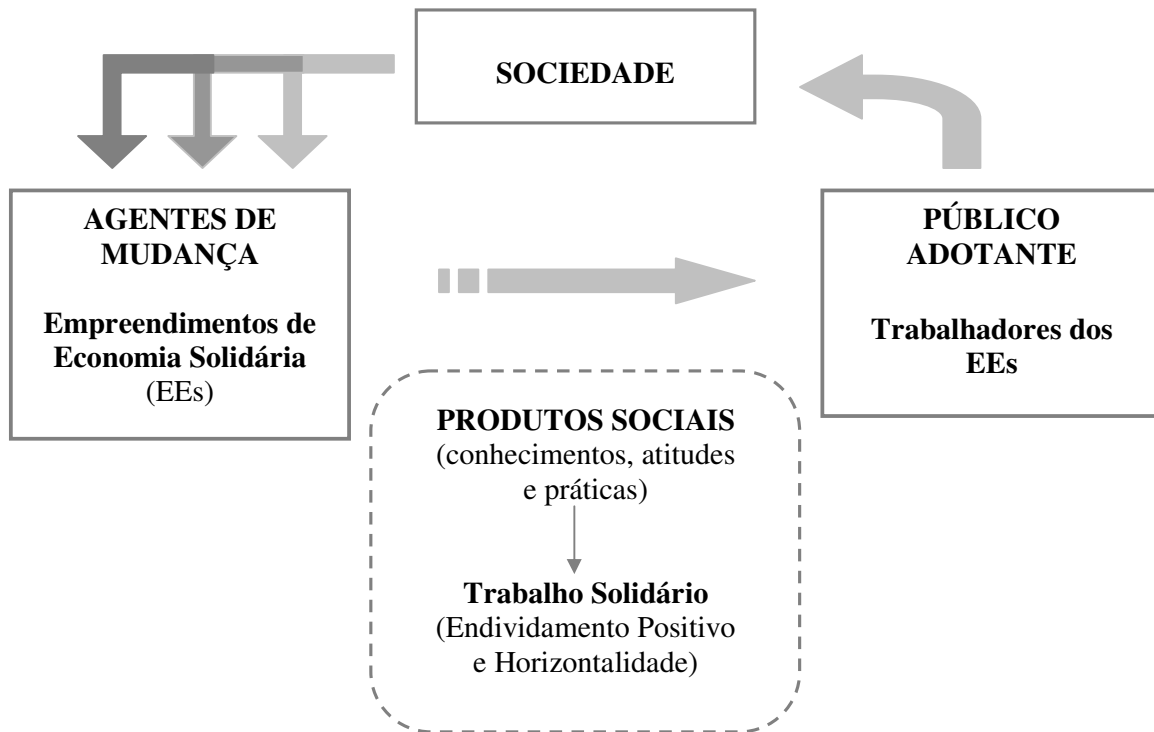 SOCIEDADE
AGENTES DE
MUDANÇA
Empreendimentos de
Economia Solidária
(EEs)
PÚBLICO
ADOTANTE
Trabalhadores dos
EEs
PRODUTOS SOCIAIS
(conhecimentos, atitudes
e práticas)
Trabalho Solidário
(Endividamento Positivo
e Horizontalidade)